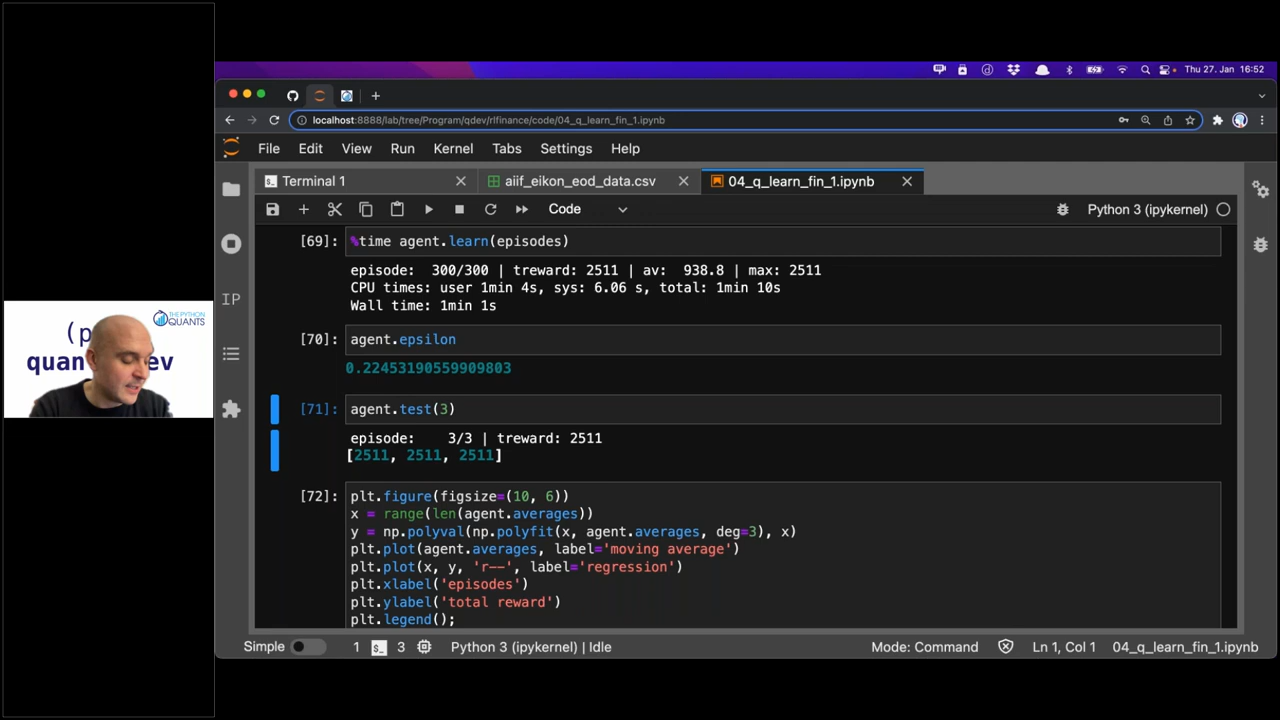 Thu 27. Jan 16:52
localhost:8888/lab/tree/Program/qdev/rlfinance/code/04_q_learn_fin_1.ipynb
File Edit View Run Kernel Tabs Settings Help
Terminal 1 aiif_eikon_eod_data.csv 04_q_learn_fin_1.ipynb
Code Python 3 (ipykernel)
[69]: %time agent.learn(episodes)
episode: 300/300 | treward: 2511 | av: 938.8 | max: 2511
CPU times: user 1min 4s, sys: 6.06 s, total: 1min 10s
Wall time: 1min 1s
[70]: agent.epsilon
0.22453190559909803
[71]: agent.test(3)
episode: 3/3 | treward: 2511
[2511, 2511, 2511]
[72]: plt.figure(figsize=(10, 6))
x = range(len(agent.averages))
y = np.polyval(np.polyfit(x, agent.averages, deg=3), x)
plt.plot(agent.averages, label='moving average')
plt.plot(x, y, 'r--', label='regression')
plt.xlabel('episodes')
plt.ylabel('total reward')
plt.legend();
IP
THE PYTHON
QUANTS
(p
quan ev
Simple 1 3 Python 3 (ipykernel) | Idle Mode: Command Ln 1, Col 1 04_q_learn_fin_1.ipynb